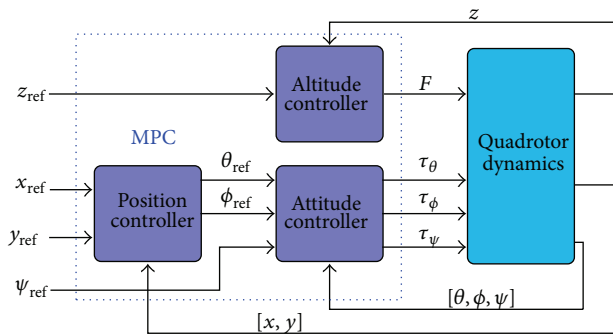 z
z_ref
Altitude
controller
F
MPC
Quadrotor
dynamics
θ_ref
τ_θ
x_ref
Position
controller
ϕ_ref
Attitude
controller
τ_ϕ
y_ref
τ_ψ
ψ_ref
[θ, ϕ, ψ]
[x, y]